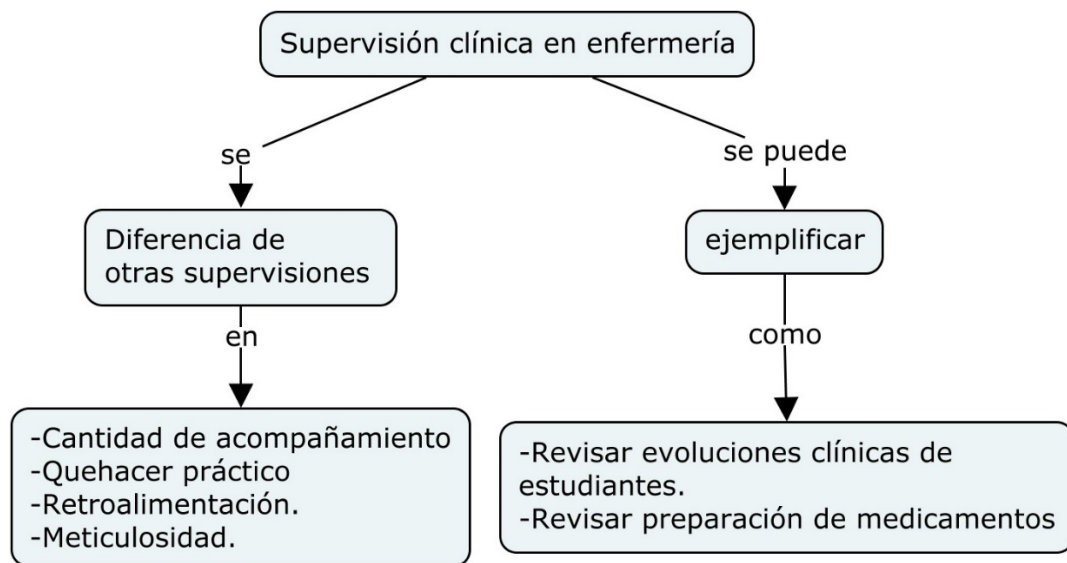 Supervisión clínica en enfermería
se
se puede
Diferencia de
otras supervisiones
ejemplificar
en
como
-Cantidad de acompañamiento
-Quehacer práctico
-Retroalimentación.
-Meticulosidad.
-Revisar evoluciones clínicas de
estudiantes.
-Revisar preparación de medicamentos